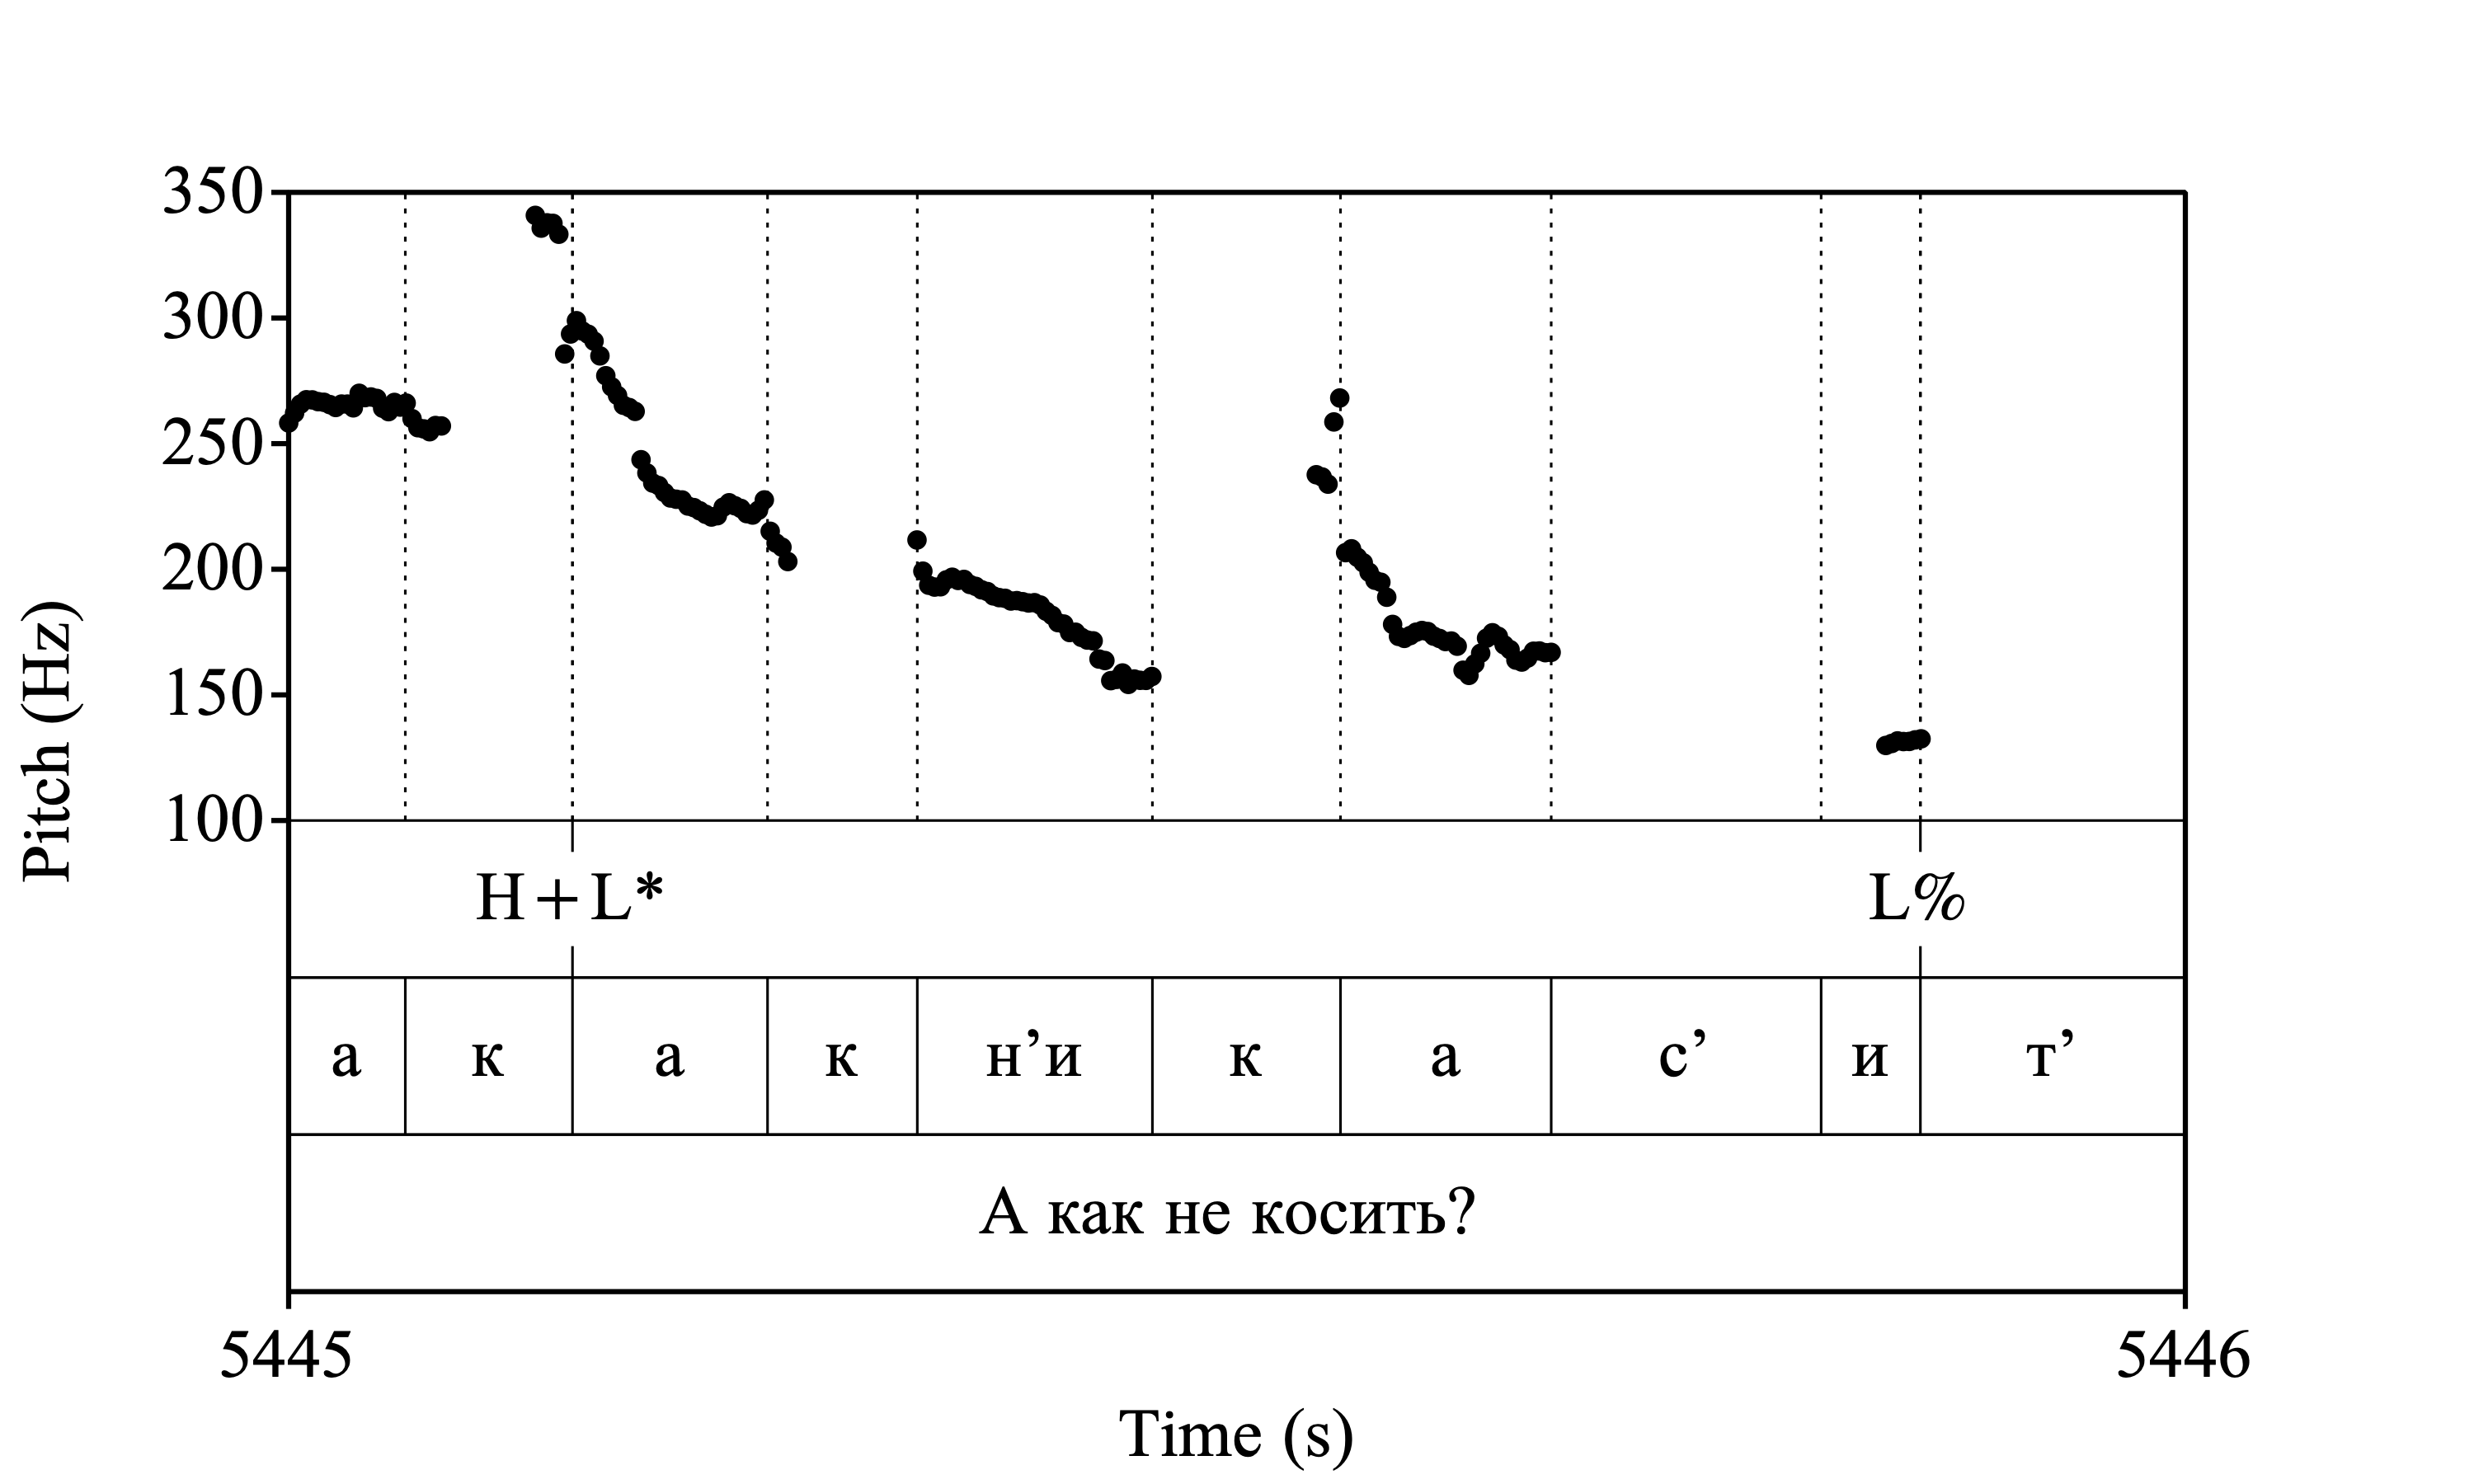 350
300
250
200
150
100
Pitch (Hz)
H+L* L%
а к а к н’и к а с’ и т’
А как не косить?
5445 5446
Time (s)